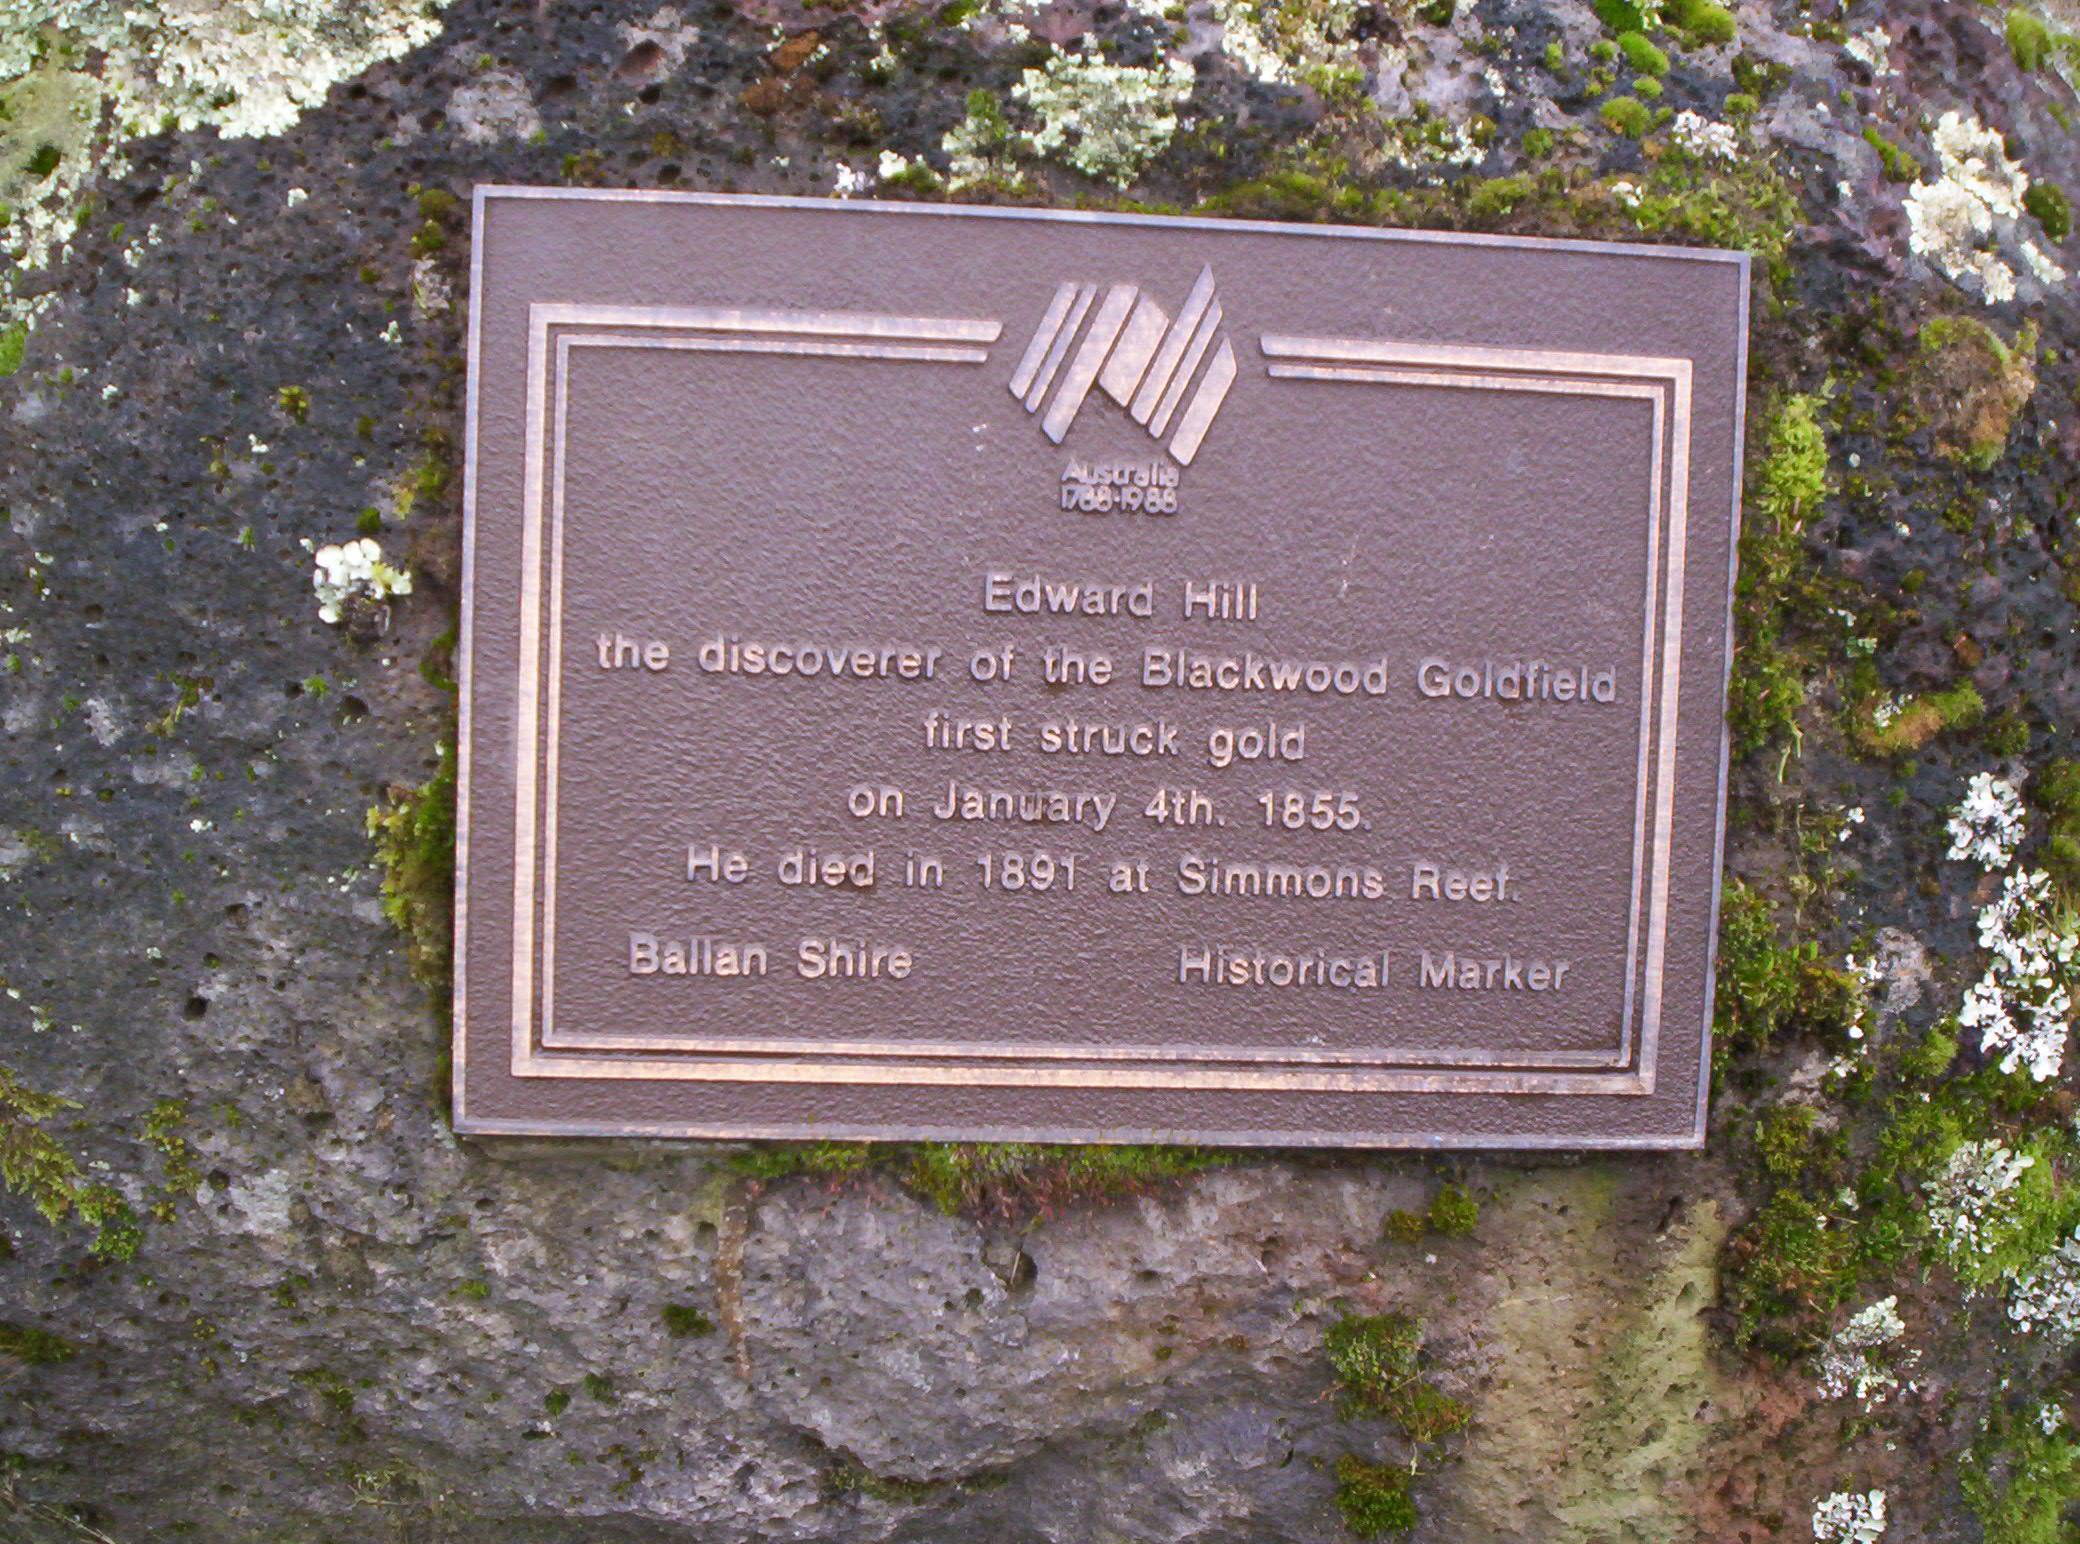 Australia
1788-1988
Edward Hill
the discoverer of the Blackwood Goldfield
first struck gold
on January 4th. 1855.
He died in 1891 at Simmons Reef.
Ballan Shire Historical Marker